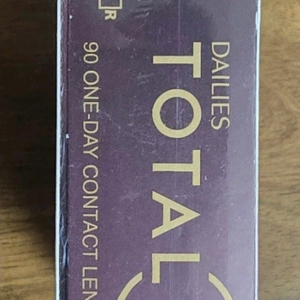 DAILIES
TOTAL
90 ONE-DAY CONTACT LEN
R